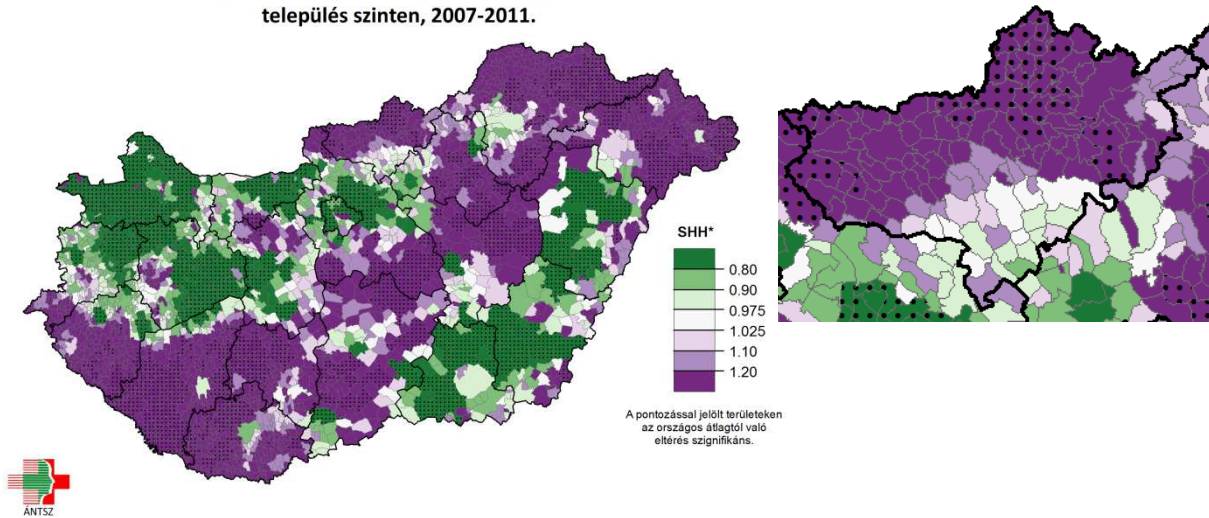 település szinten, 2007-2011.
SHH*
0.80
0.90
0.975
1.025
1.10
1.20
A pontozással jelölt területeken
az országos átlagtól való
eltérés szignifikáns.
ÁNTSZ